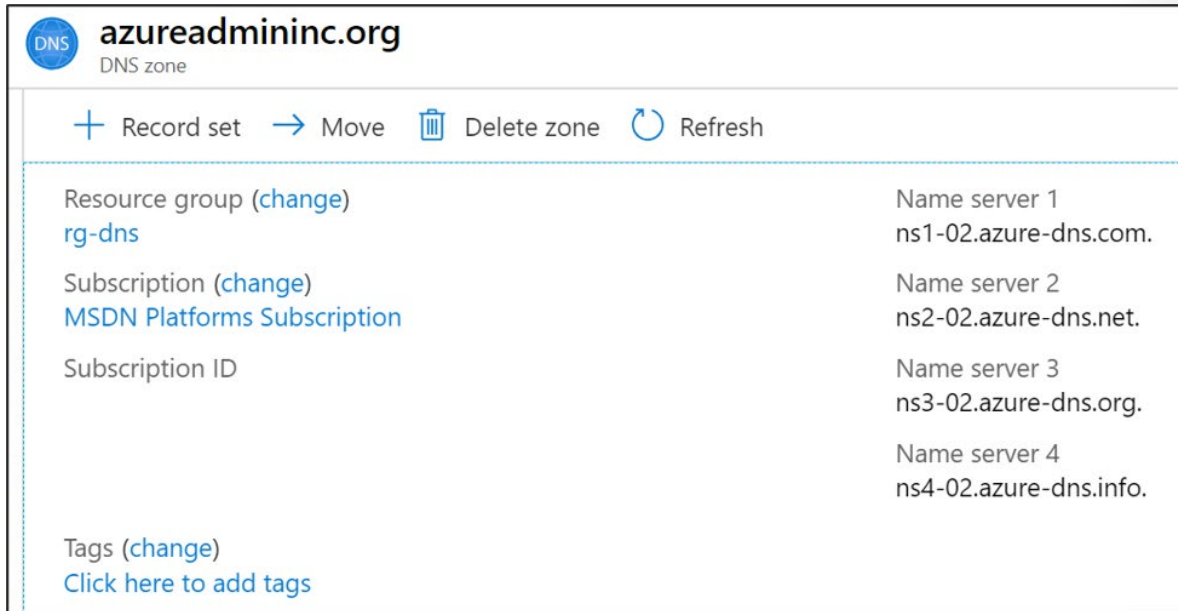 DNS
azureadmininc.org
DNS zone
Record set Move Delete zone Refresh
Resource group (change)
rg-dns
Subscription (change)
MSDN Platforms Subscription
Subscription ID
Tags (change)
Click here to add tags
Name server 1
ns1-02.azure-dns.com.
Name server 2
ns2-02.azure-dns.net.
Name server 3
ns3-02.azure-dns.org.
Name server 4
ns4-02.azure-dns.info.